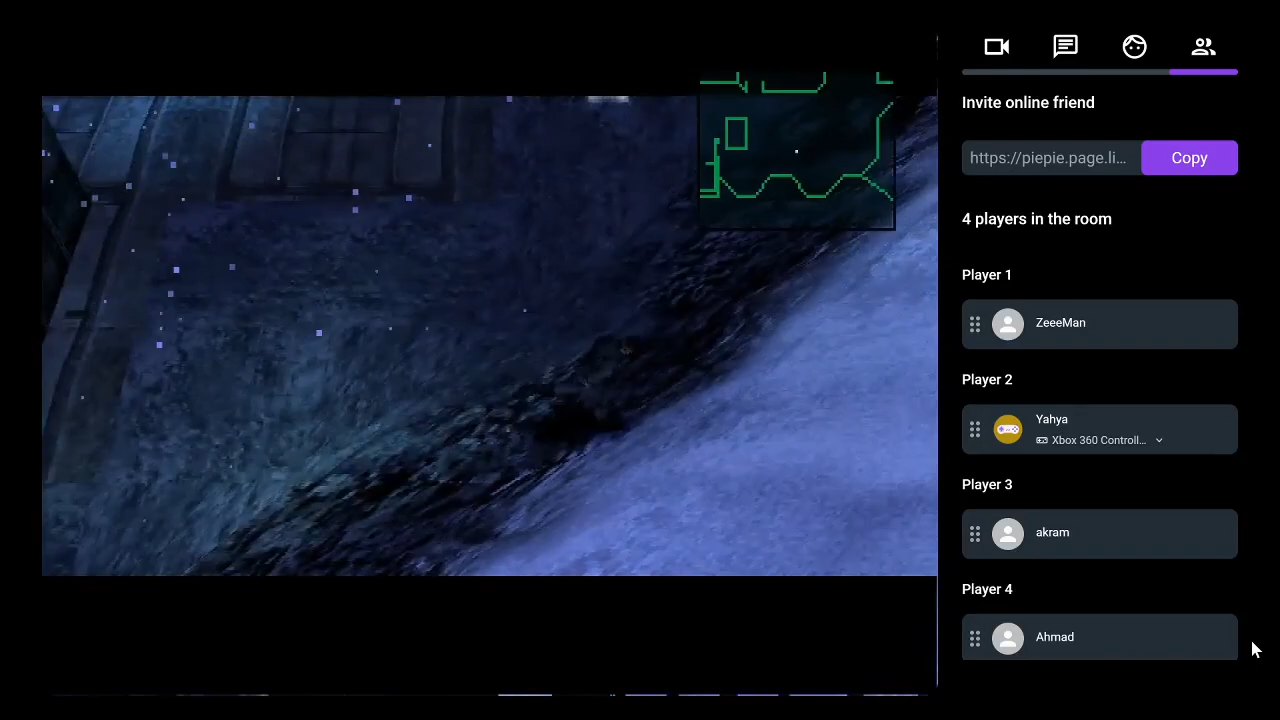 Invite online friend
https://piepie.page.li...
Copy
4 players in the room
Player 1
ZeeeMan
Player 2
Yahya
Xbox 360 Controll...
Player 3
akram
Player 4
Ahmad